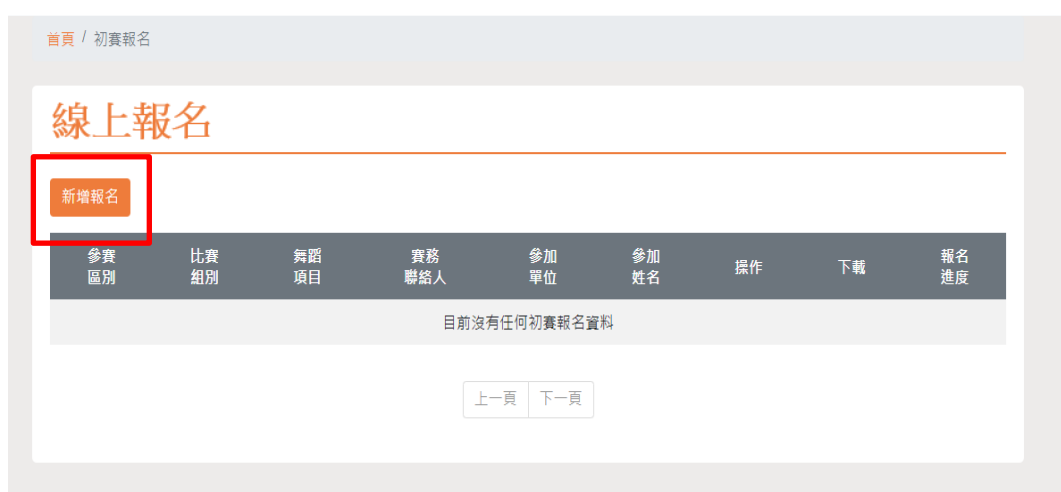 首頁 / 初賽報名
線上報名
新增報名
參賽 比賽 舞蹈 賽務 參加 參加 操作 下載 報名
區別 組別 項目 聯絡人 單位 姓名 進度
目前沒有任何初賽報名資料
上一頁 下一頁